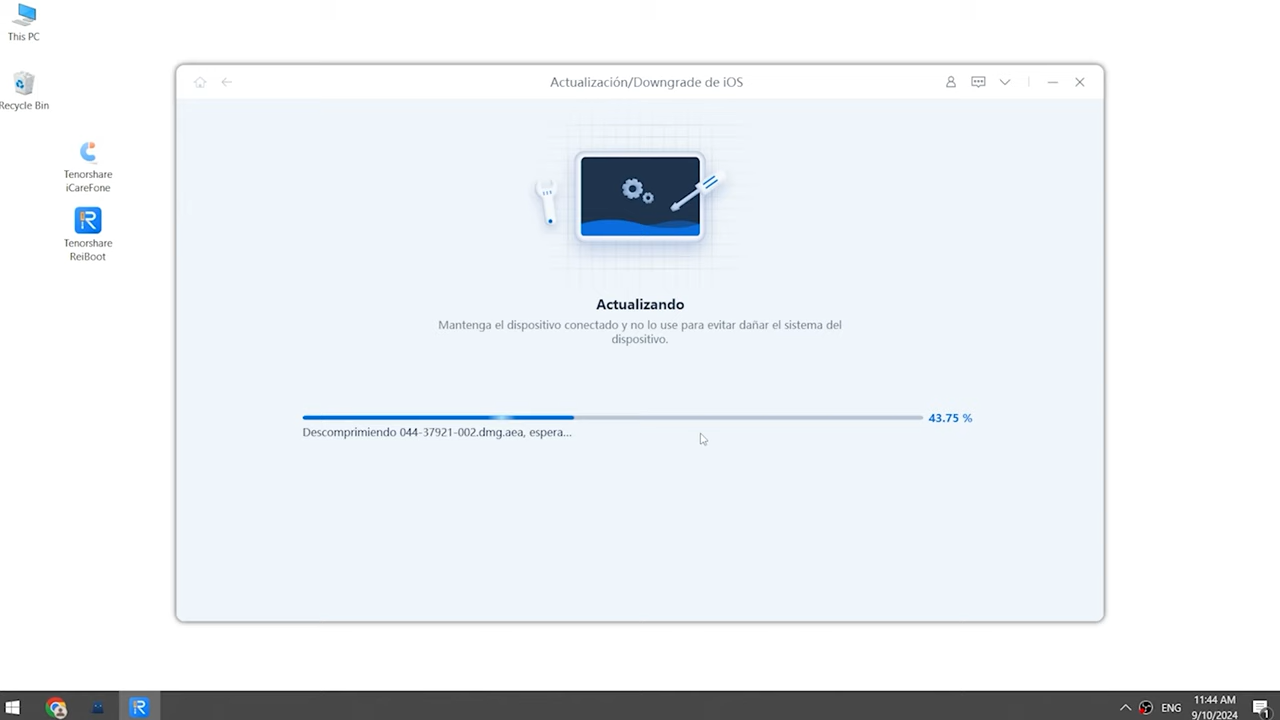 This PC
Recycle Bin
Tenorshare
iCareFone
Tenorshare
ReiBoot
Actualización/Downgrade de iOS
Actualizando
Mantenga el dispositivo conectado y no lo use para evitar dañar el sistema del
dispositivo.
43.75 %
Descomprimiendo 044-37921-002.dmg.aea, espera...
ENG
11:44 AM
9/10/2024
1